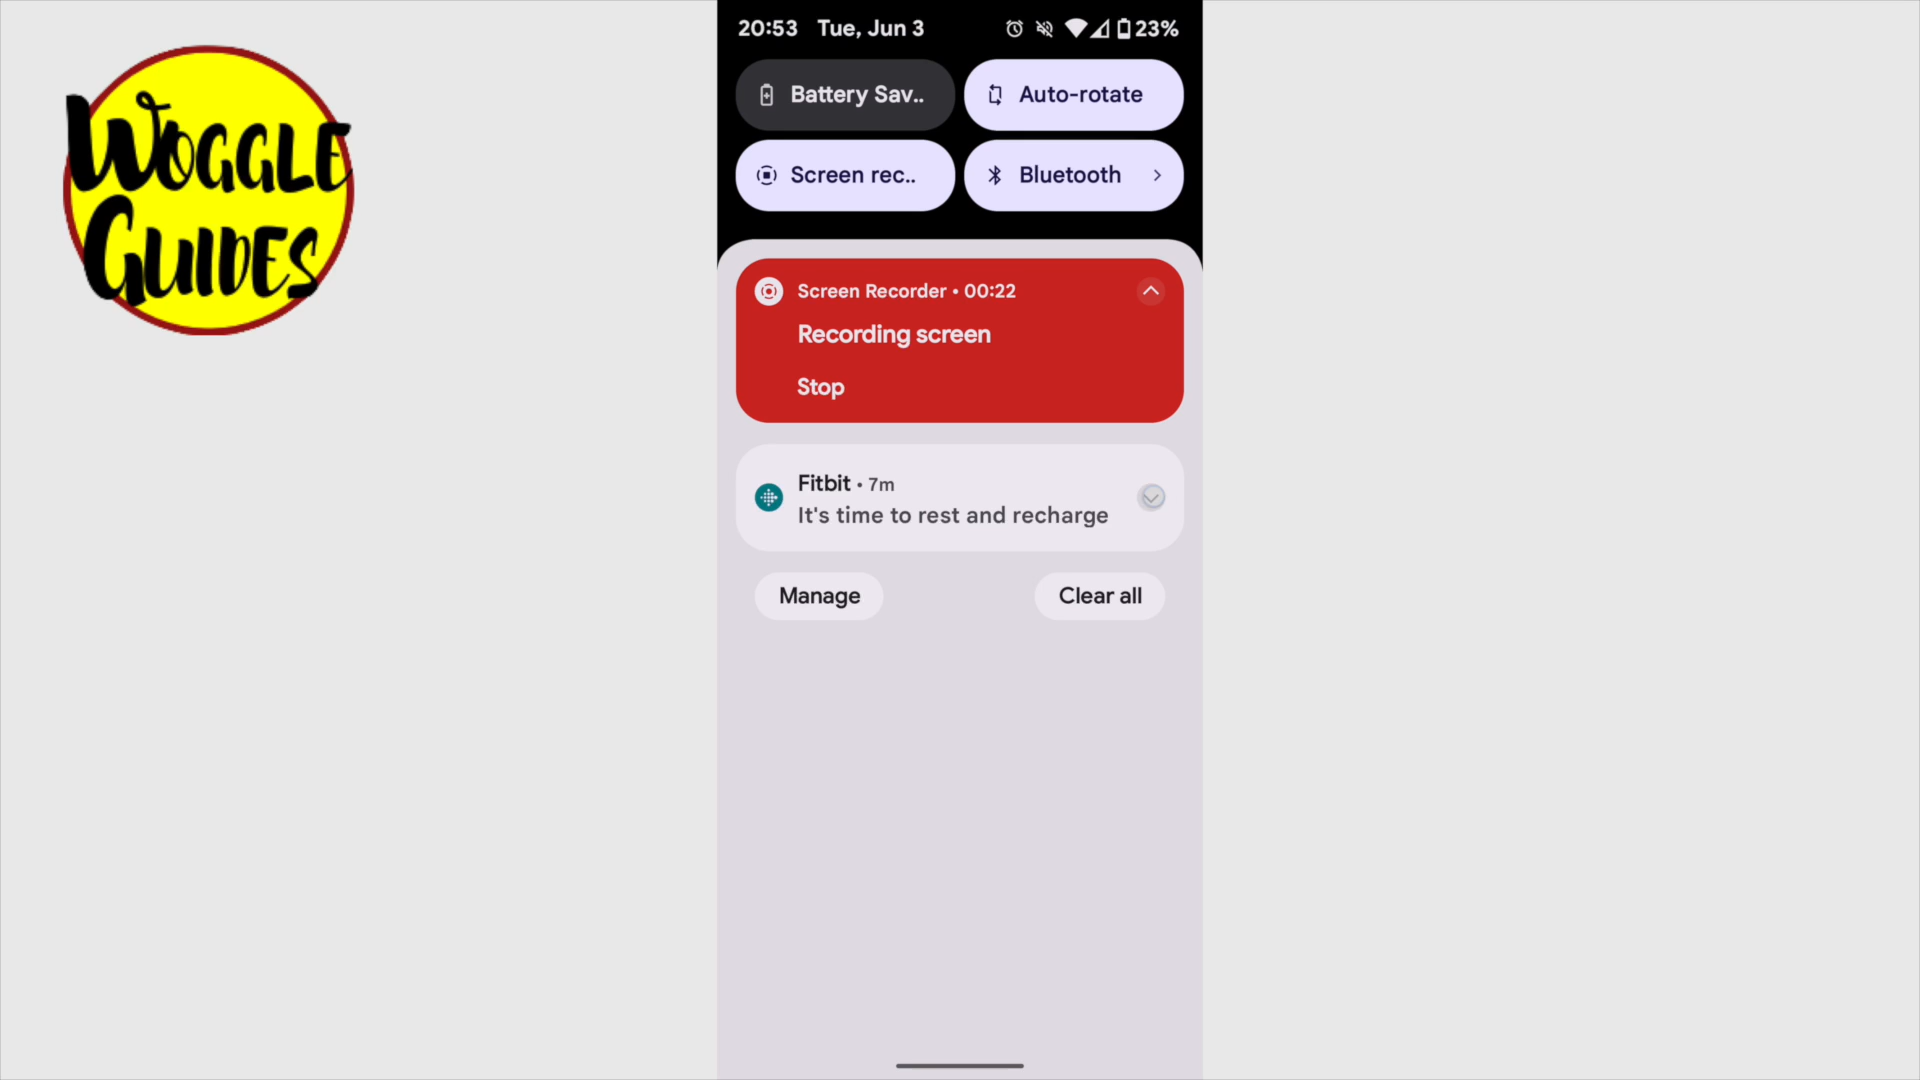 WOGGLE
GUIDES
20:53 Tue, Jun 3 23%
Battery Sav.. Auto-rotate
Screen rec.. Bluetooth
Screen Recorder • 00:22
Recording screen
Stop
Fitbit • 7m
It's time to rest and recharge
Manage Clear all